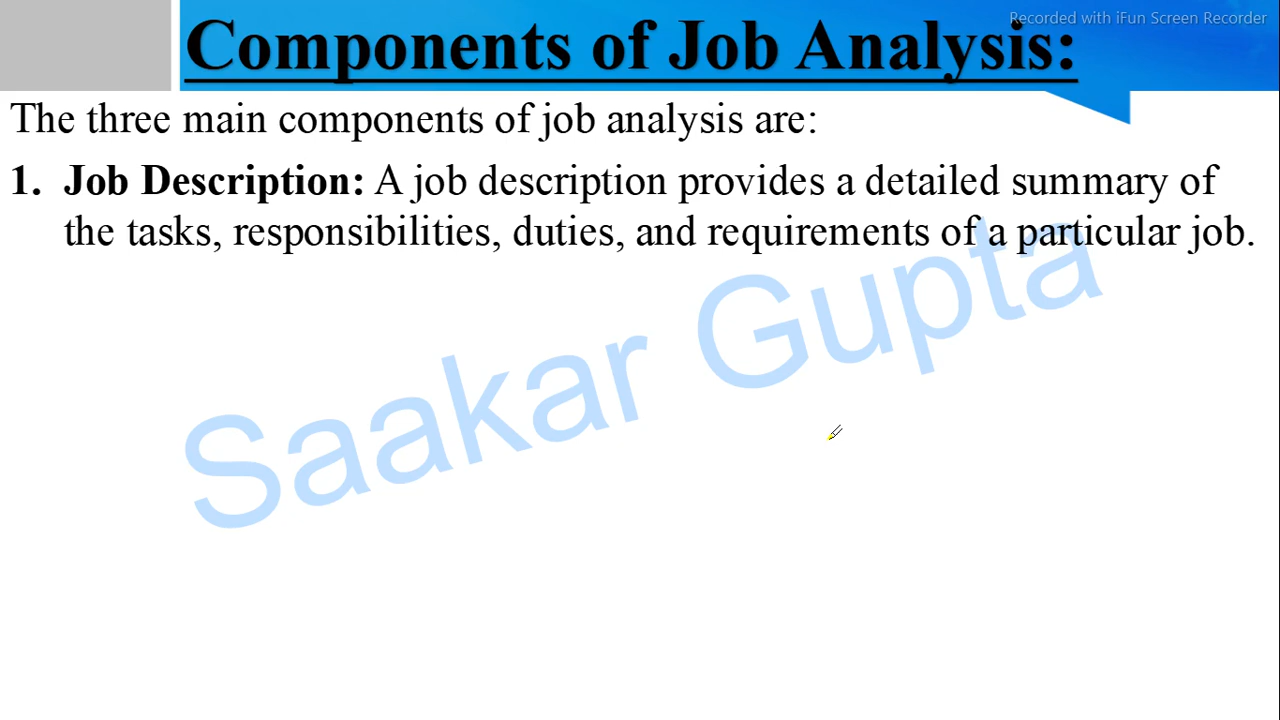 Recorded with iFun Screen Recorder
Components of Job Analysis:
The three main components of job analysis are:
1. Job Description: A job description provides a detailed summary of
the tasks, responsibilities, duties, and requirements of a particular job.
Saakar Gupta